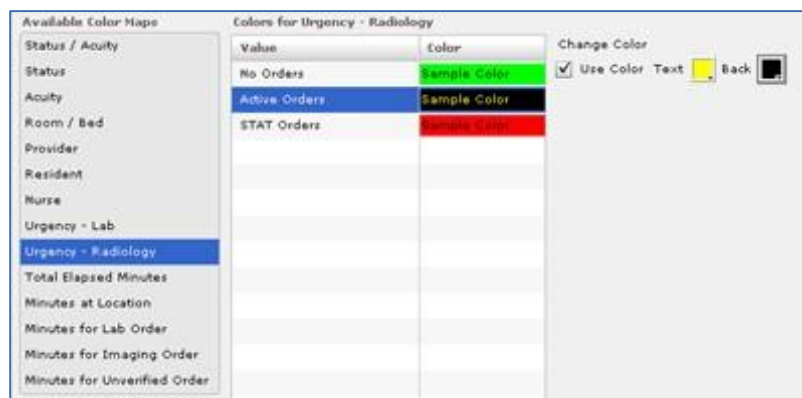 Available Color Maps
Status / Acuity
Status
Acuity
Room / Bed
Provider
Resident
Nurse
Urgency - Lab
Urgency - Radiology
Total Elapsed Minutes
Minutes at Location
Minutes for Lab Order
Minutes for Imaging Order
Minutes for Unverified Order
Colors for Urgency - Radiology
Value Color
No Orders Sample Color
Active Orders Sample Color
STAT Orders Sample Color
Change Color
Use Color Text Back